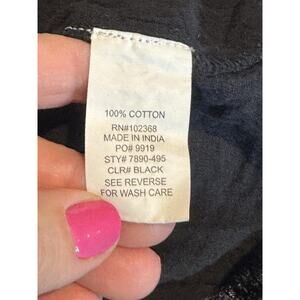 100% COTTON
RN#102368
MADE IN INDIA
PO# 9919
STY# 7890-495
CLR# BLACK
SEE REVERSE
FOR WASH CARE